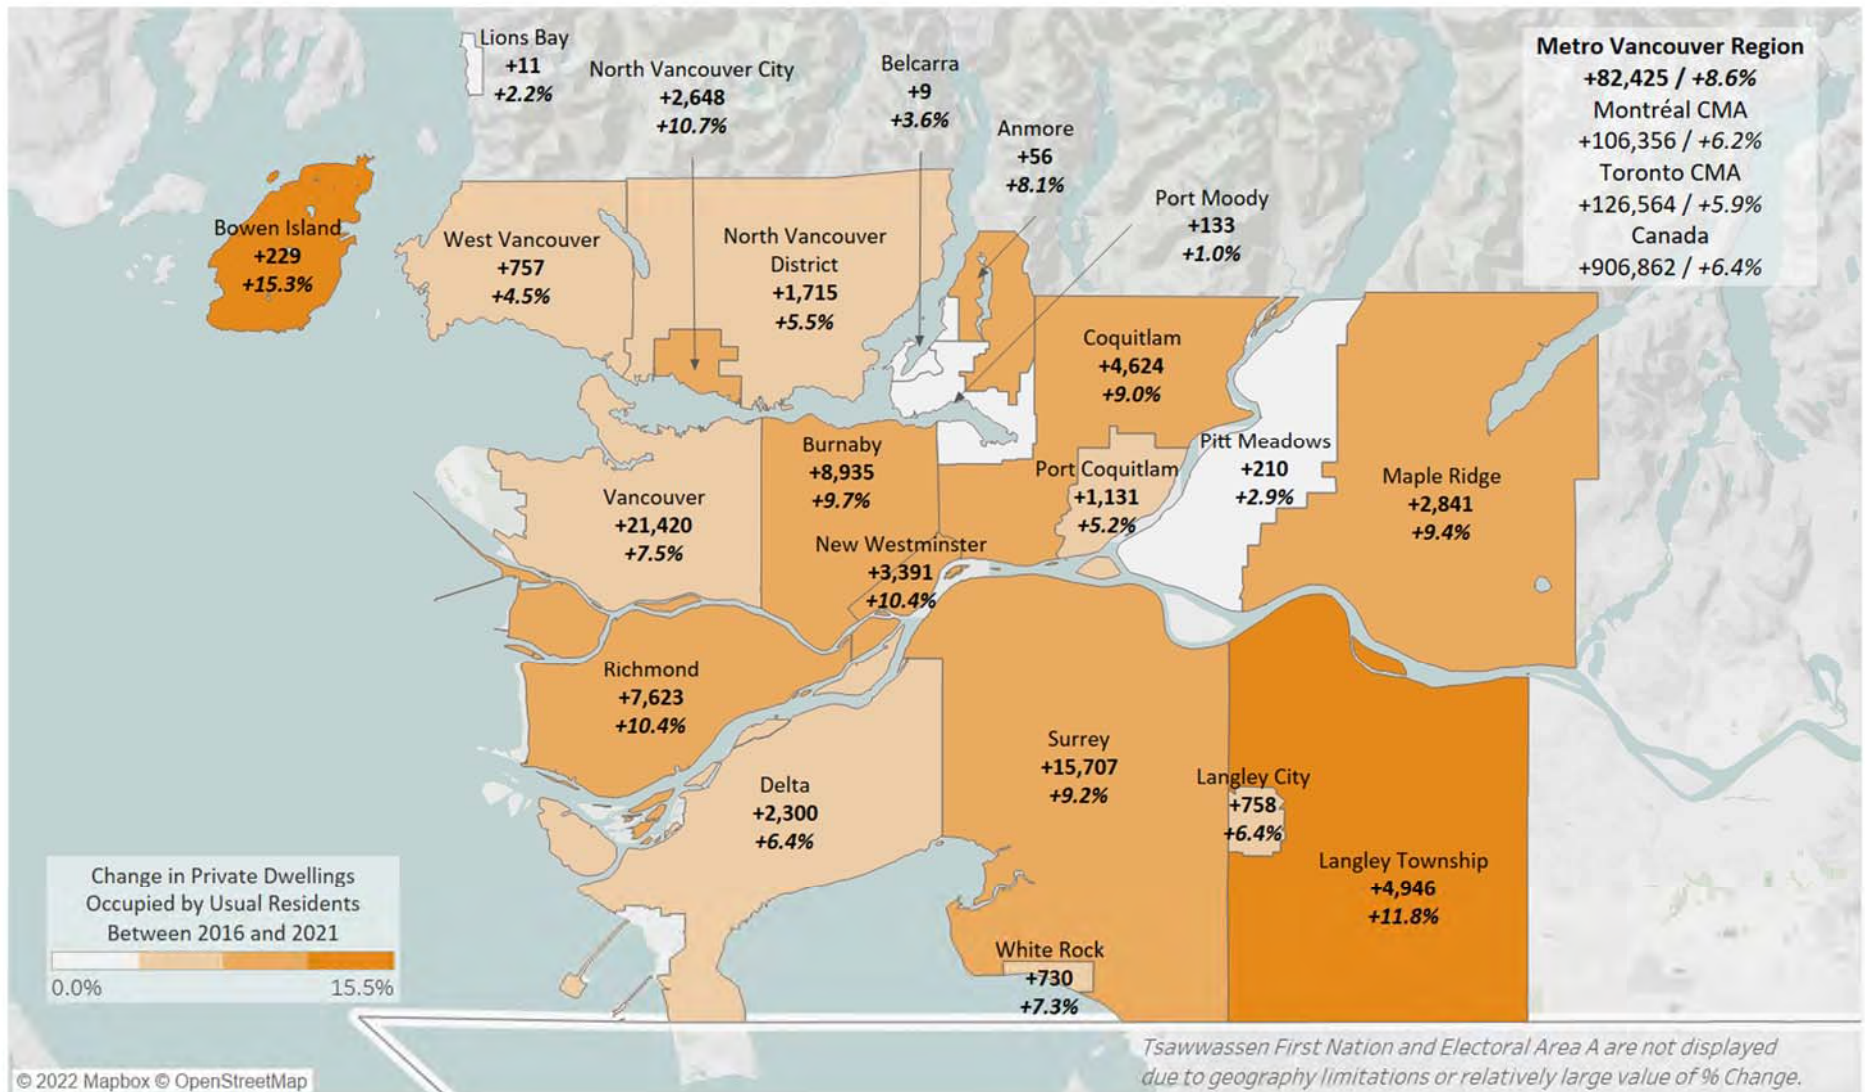 Lions Bay
+11
+2.2%
North Vancouver City
+2,648
+10.7%
Belcarra
+9
+3.6%
Anmore
+56
+8.1%
Port Moody
+133
+1.0%
Metro Vancouver Region
+82,425 / +8.6%
Montréal CMA
+106,356 / +6.2%
Toronto CMA
+126,564 / +5.9%
Canada
+906,862 / +6.4%
Bowen Island
+229
+15.3%
West Vancouver
+757
+4.5%
North Vancouver
District
+1,715
+5.5%
Coquitlam
+4,624
+9.0%
Burnaby
+8,935
+9.7%
Port Coquitlam
+1,131
+5.2%
Pitt Meadows
+210
+2.9%
Maple Ridge
+2,841
+9.4%
Vancouver
+21,420
+7.5%
New Westminster
+3,391
+10.4%
Richmond
+7,623
+10.4%
Delta
+2,300
+6.4%
Surrey
+15,707
+9.2%
Langley City
+758
+6.4%
Langley Township
+4,946
+11.8%
White Rock
+730
+7.3%
Change in Private Dwellings
Occupied by Usual Residents
Between 2016 and 2021
0.0% 15.5%
Tsawwassen First Nation and Electoral Area A are not displayed
due to geography limitations or relatively large value of % Change.
© 2022 Mapbox © OpenStreetMap